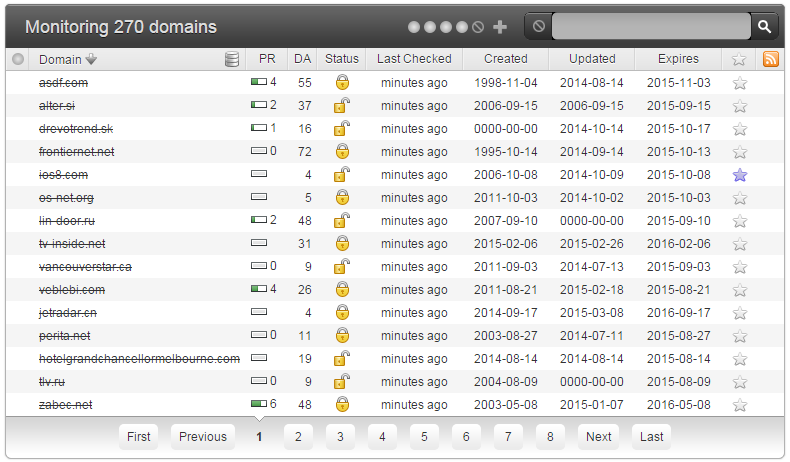 Monitoring 270 domains
Domain PR DA Status Last Checked Created Updated Expires
asdf.com 4 55 minutes ago 1998-11-04 2014-08-14 2015-11-03
alter.si 2 37 minutes ago 2006-09-15 2006-09-15 2015-09-15
drevotrend.sk 1 16 minutes ago 0000-00-00 2014-10-14 2015-10-17
frontiernet.net 0 72 minutes ago 1995-10-14 2014-09-14 2015-10-13
ios8.com 4 minutes ago 2006-10-08 2014-10-09 2015-10-08
os-net.org 5 minutes ago 2011-10-03 2014-10-02 2015-10-03
lin-door.ru 2 48 minutes ago 2007-09-10 0000-00-00 2015-09-10
tv-inside.net 31 minutes ago 2015-02-06 2015-02-26 2016-02-06
vancouverstar.ca 0 9 minutes ago 2011-09-03 2014-07-13 2015-09-03
veblebi.com 4 26 minutes ago 2011-08-21 2015-02-18 2015-08-21
jetradar.cn 4 minutes ago 2014-09-17 2015-03-08 2016-09-17
perita.net 0 11 minutes ago 2003-08-27 2014-07-11 2015-08-27
hotelgrandchancellormelbourne.com 19 minutes ago 2014-08-14 2014-08-14 2015-08-14
tlv.ru 0 9 minutes ago 2004-08-09 0000-00-00 2015-08-09
zabec.net 6 48 minutes ago 2003-05-08 2015-01-07 2016-05-08
First Previous 1 2 3 4 5 6 7 8 Next Last